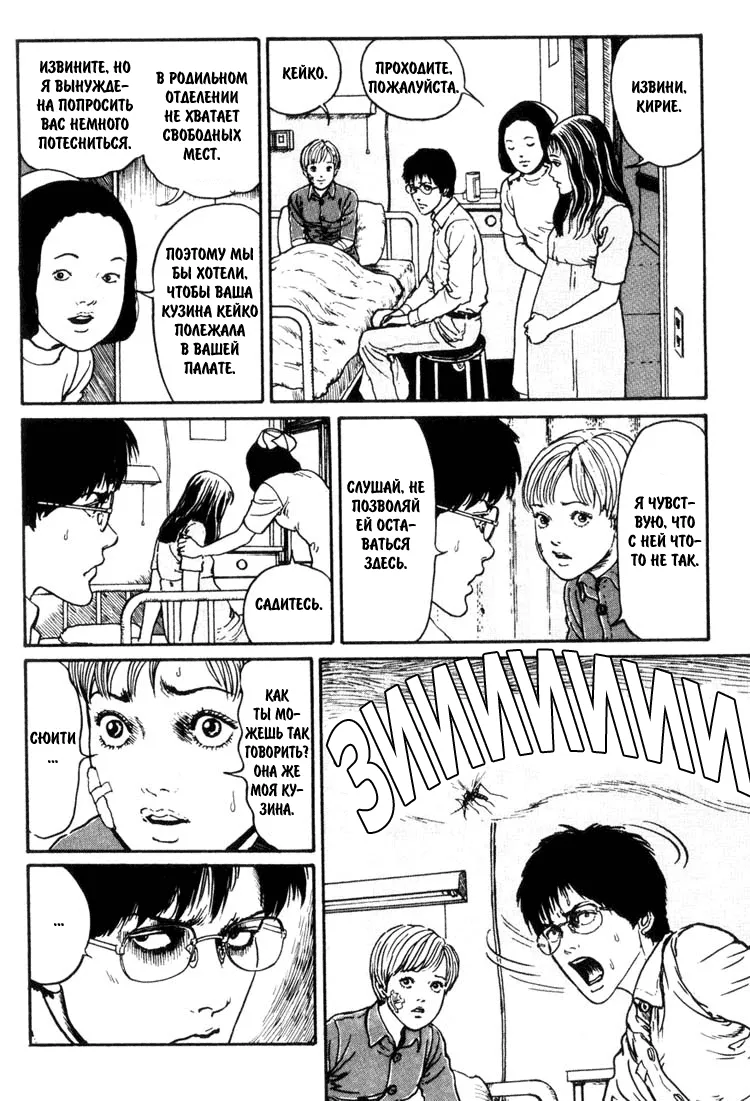 ИЗВИНИТЕ, НО
Я ВЫНУЖДЕ-
НА ПОПРОСИТЬ
ВАС НЕМНОГО
ПОТЕСНИТЬСЯ.
В РОДИЛЬНОМ
ОТДЕЛЕНИИ
НЕ ХВАТАЕТ
СВОБОДНЫХ
МЕСТ.
ПОЭТОМУ МЫ
БЫ ХОТЕЛИ,
ЧТОБЫ ВАША
КУЗИНА КЕЙКО
ПОЛЕЖАЛА
В ВАШЕЙ
ПАЛАТЕ.
КЕЙКО.
ПРОХОДИТЕ,
ПОЖАЛУЙСТА.
ИЗВИНИ,
КИРИЕ.
САДИТЕСЬ.
СЛУШАЙ, НЕ
ПОЗВОЛЯЙ
ЕЙ ОСТА-
ВАТЬСЯ
ЗДЕСЬ.
Я ЧУВСТ-
ВУЮ, ЧТО
С НЕЙ ЧТО-
ТО НЕ ТАК.
СЮИТИ
...
КАК
ТЫ МО-
ЖЕШЬ ТАК
ГОВОРИТЬ?
ОНА ЖЕ
МОЯ КУ-
ЗИНА.
...
ЗИИИИИИИИ